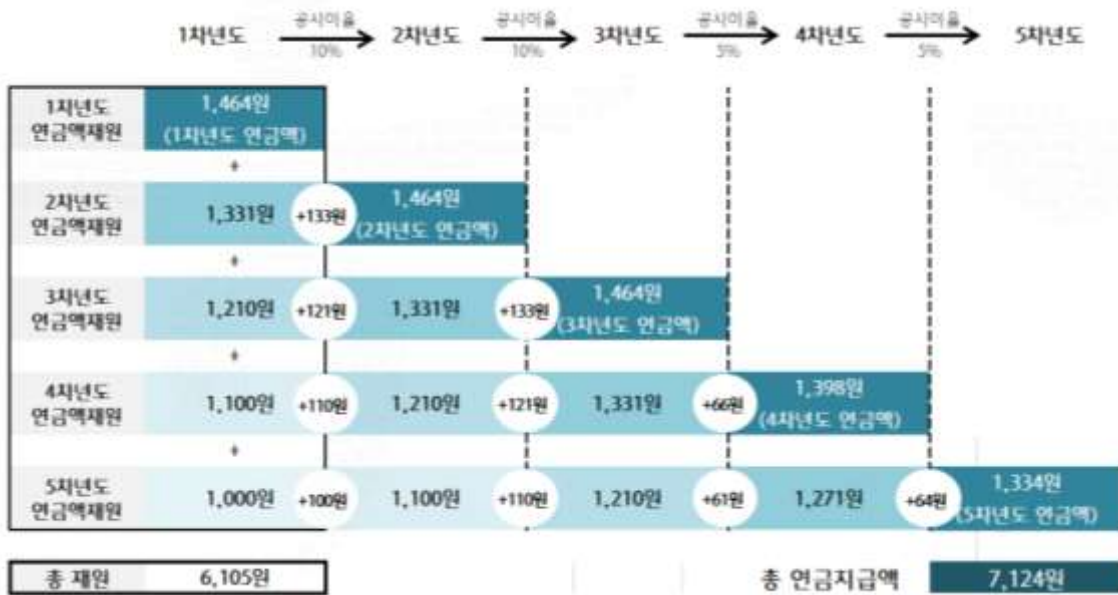 공시이율 공시이율 공시이율 공시이율
1차년도 2차년도 3차년도 4차년도 5차년도
10% 10% 5% 5%
1차년도
연금액재원
1,464원
(1차년도 연금액)
+
2차년도
연금액재원
1,331원 +133원
1,464원
(2차년도 연금액)
+
3차년도
연금액재원
1,210원 +121원 1,331원 +133원
1,464원
(3차년도 연금액)
+
4차년도
연금액재원
1,100원 +110원 1,210원 +121원 1,331원 +66원
1,398원
(4차년도 연금액)
+
5차년도
연금액재원
1,000원 +100원 1,100원 +110원 1,210원 +61원 1,271원 +64원
1,334원
(5차년도 연금액)
총 재원 6,105원 총 연금지급액 7,124원